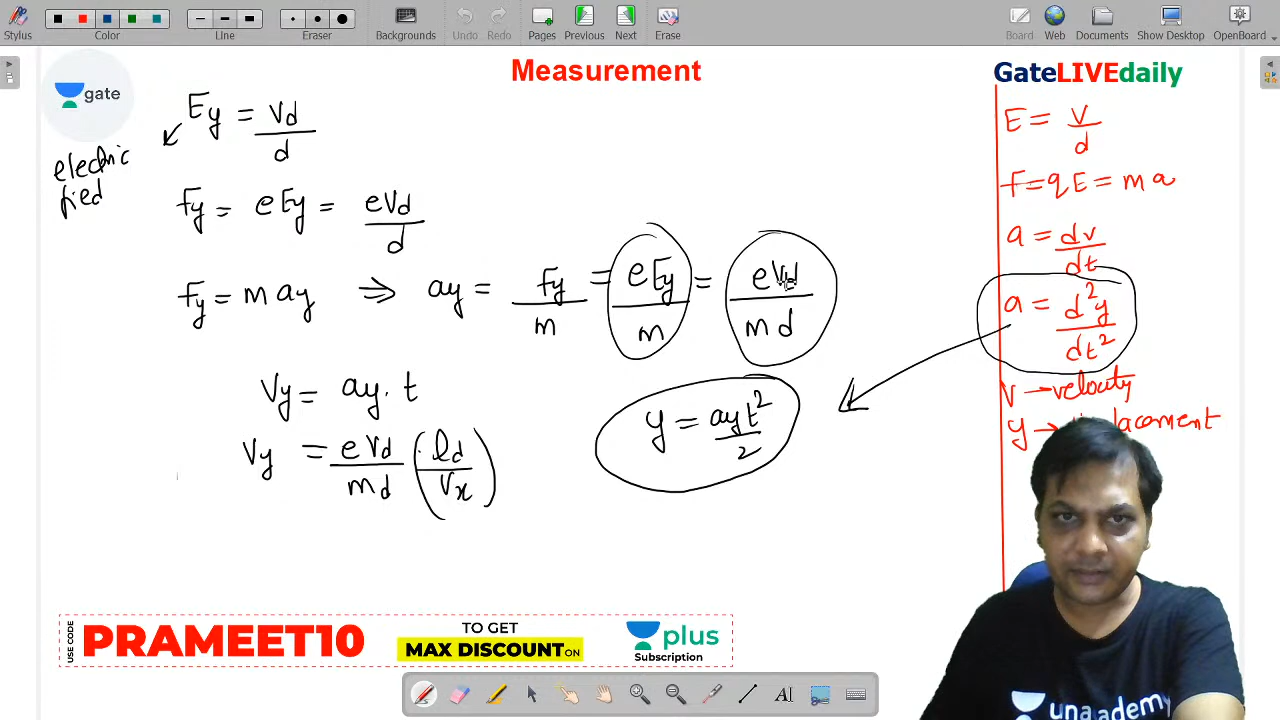 Stylus
Color
Line
Eraser
Backgrounds
Undo
Redo
Pages
Previous
Next
Erase
Board
Web
Documents
Show Desktop
OpenBoard
gate
Measurement
GateLIVEdaily
Ey = Vd/d
electric
fied
Fy = eEy = eVd/d
Fy = m ay ⇒ ay = Fy/m = eEy/m = eVd/md
Vy = ay. t
Vy = eVd/md (ld/Vx)
y = ayt²/2
E = V/d
F = qE = ma
a = dv/dt
a = d²y/dt²
V → velocity
y →
USE CODE
PRAMEET10
TO GET
MAX DISCOUNT ON
plus
Subscription